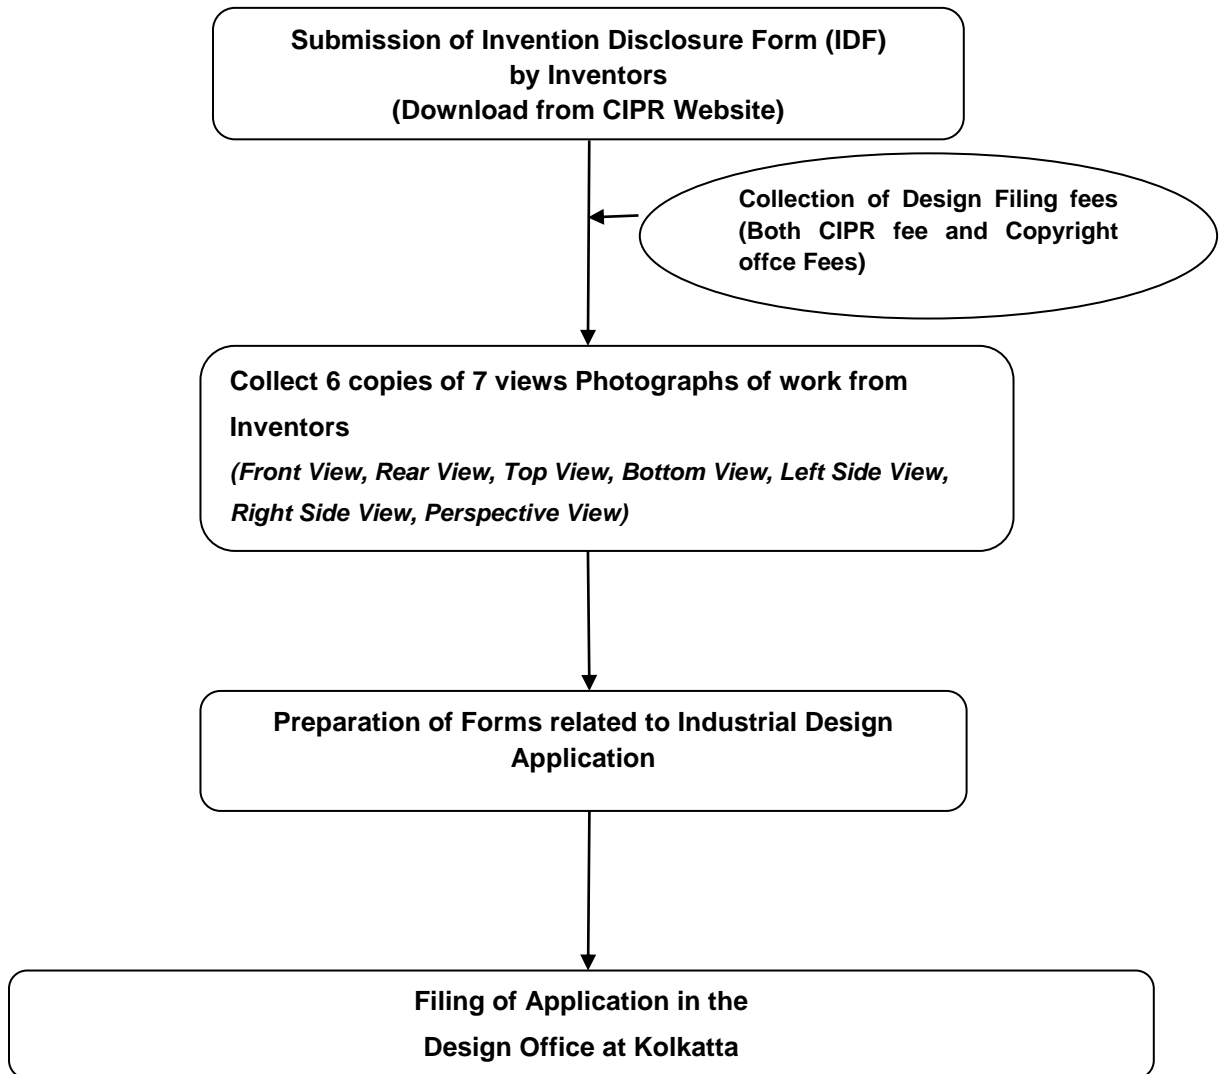 Submission of Invention Disclosure Form (IDF)
by Inventors
(Download from CIPR Website)
Collection of Design Filing fees
(Both CIPR fee and Copyright
offce Fees)
Collect 6 copies of 7 views Photographs of work from
Inventors
(Front View, Rear View, Top View, Bottom View, Left Side View,
Right Side View, Perspective View)
Preparation of Forms related to Industrial Design
Application
Filing of Application in the
Design Office at Kolkatta